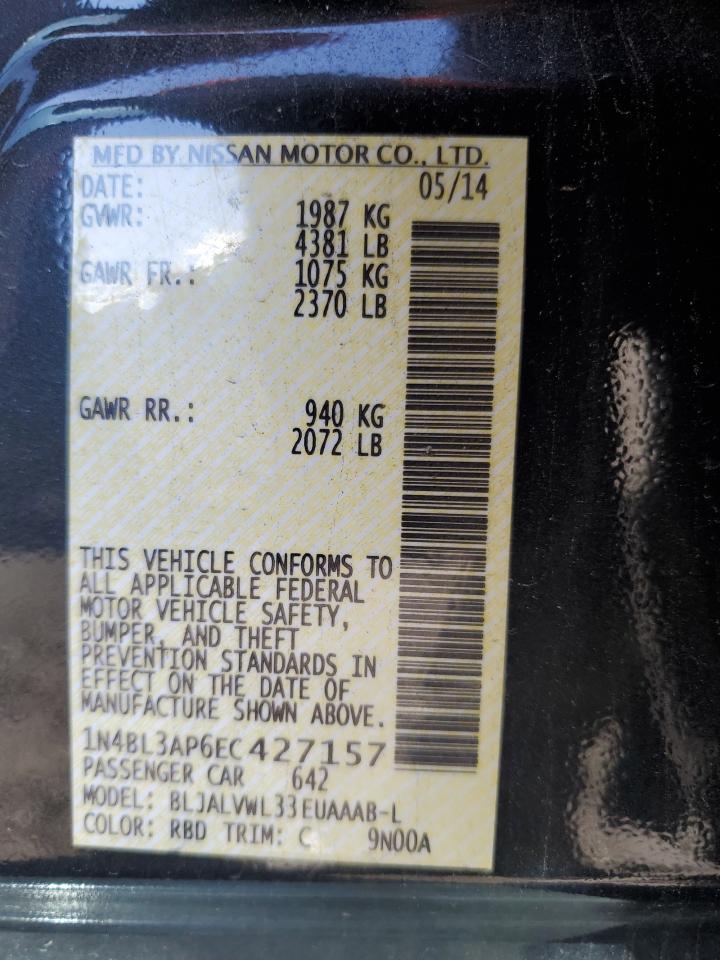 MFD BY NISSAN MOTOR CO., LTD.
DATE: 05/14
GVWR: 1987 KG
4381 LB
GAWR FR.: 1075 KG
2370 LB
GAWR RR.: 940 KG
2072 LB
THIS VEHICLE CONFORMS TO
ALL APPLICABLE FEDERAL
MOTOR VEHICLE SAFETY,
BUMPER, AND THEFT
PREVENTION STANDARDS IN
EFFECT ON THE DATE OF
MANUFACTURE SHOWN ABOVE.
1N4BL3AP6EC 427157
PASSENGER CAR 642
MODEL: BLJALVWL33EUAAAB-L
COLOR: RBD TRIM: C 9N00A